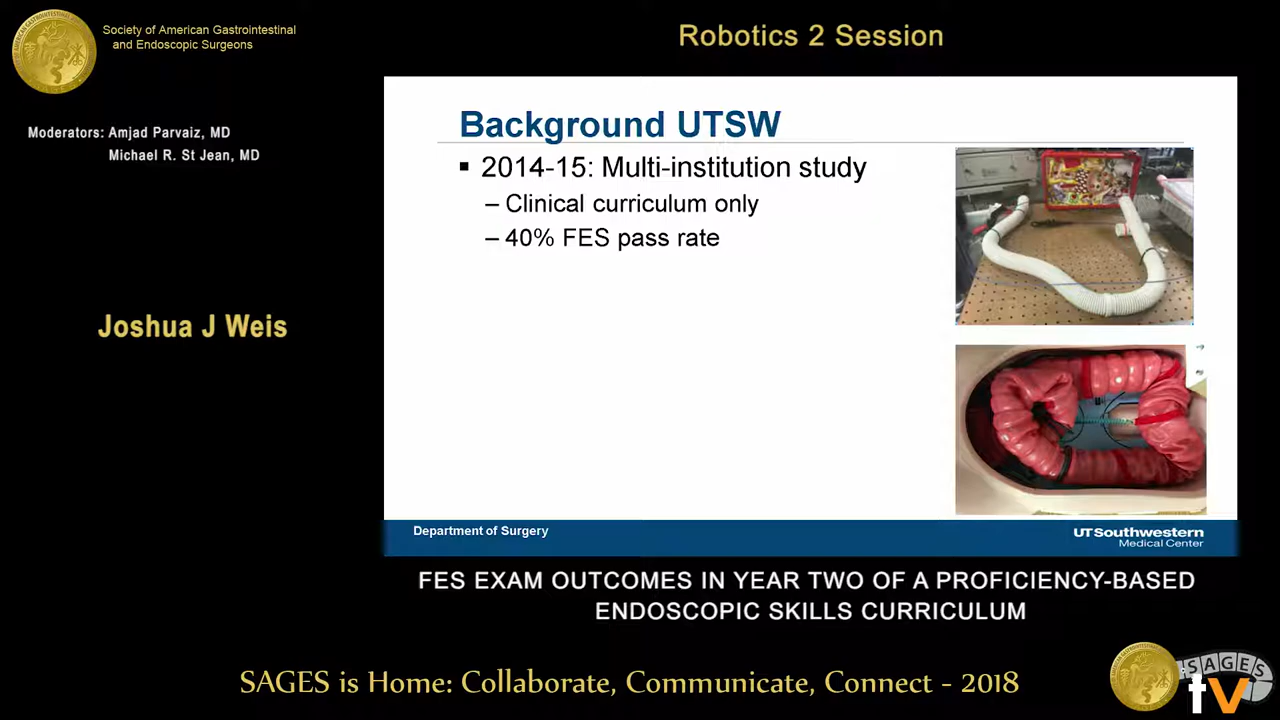 Society of American Gastrointestinal
and Endoscopic Surgeons
Robotics 2 Session
Moderators: Amjad Parvaiz, MD
Michael R. St Jean, MD
Joshua J Weis
Background UTSW
▪ 2014-15: Multi-institution study
– Clinical curriculum only
– 40% FES pass rate
Department of Surgery
UTSouthwestern
Medical Center
FES EXAM OUTCOMES IN YEAR TWO OF A PROFICIENCY-BASED
ENDOSCOPIC SKILLS CURRICULUM
SAGES is Home: Collaborate, Communicate, Connect - 2018
SAGES
tv